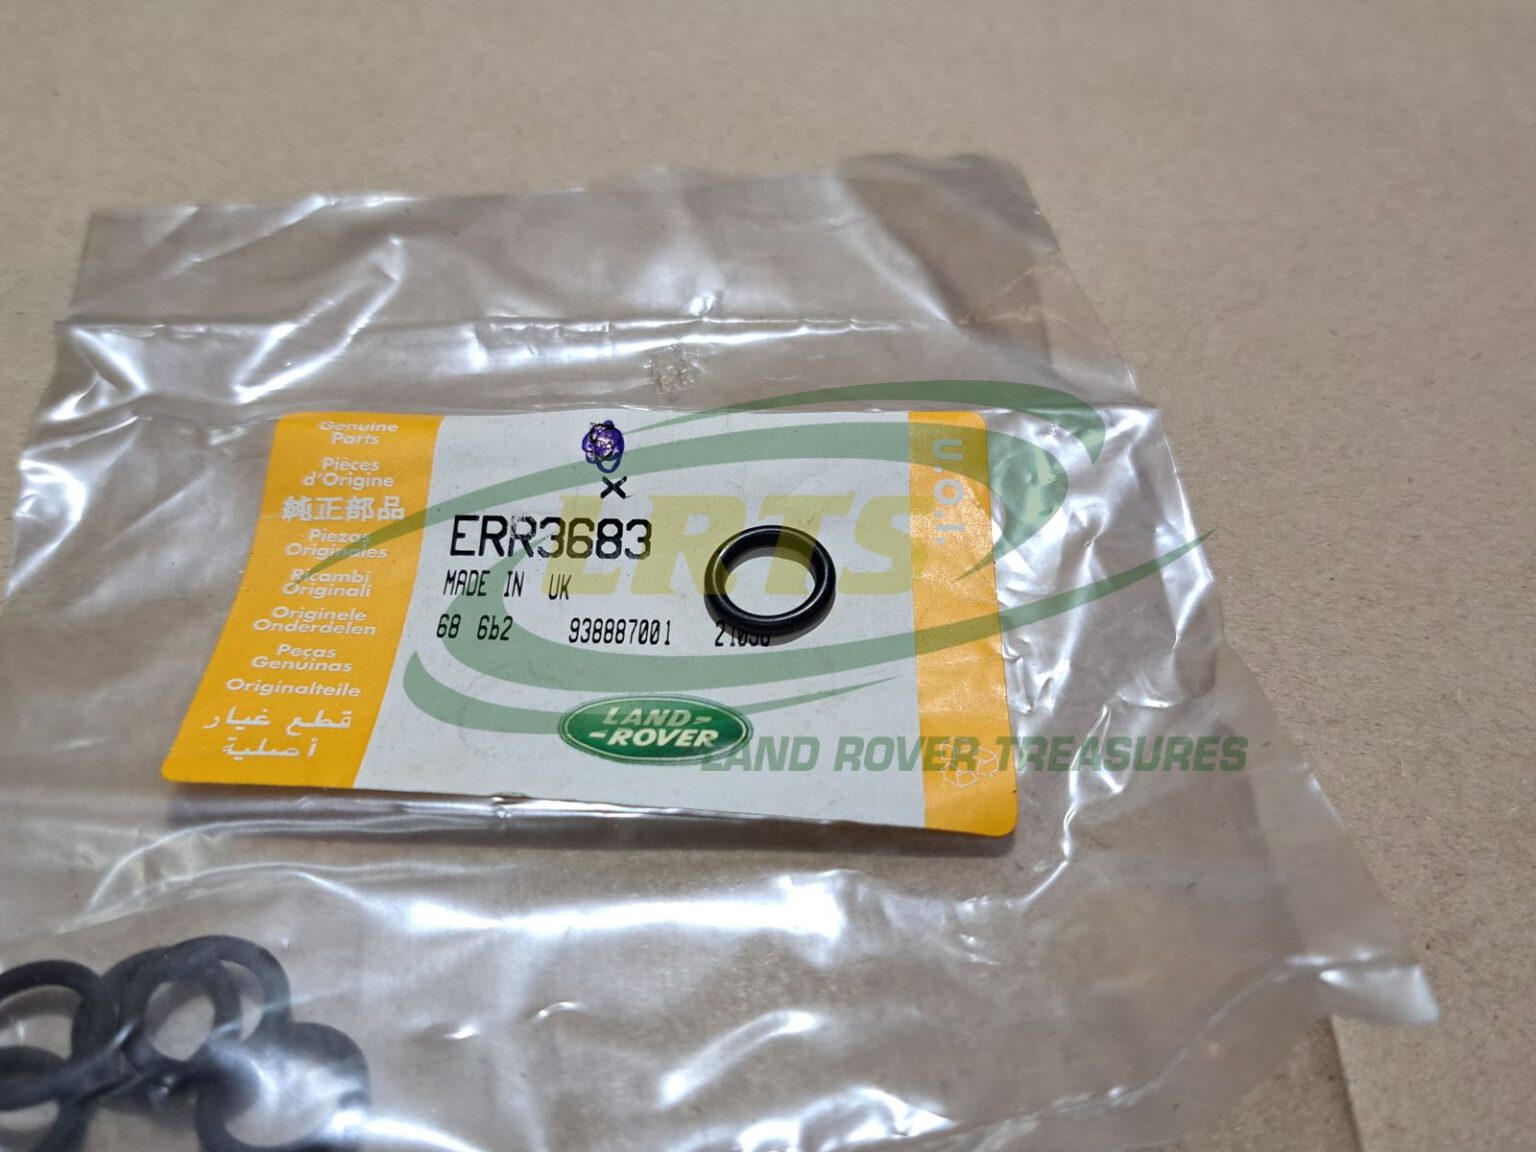 Genuine
Parts
Pièces
d'Origine
純正部品
Piezas
Originales
Ricambi
Originali
Originele
Onderdelen
Peças
Genuinas
Originalteile
قطع غيار
أصلية
X
ERR3683
MADE IN UK
68 6b2 938887001
LAND-
-ROVER
U.O.I.
LRTS
LAND ROVER TREASURES